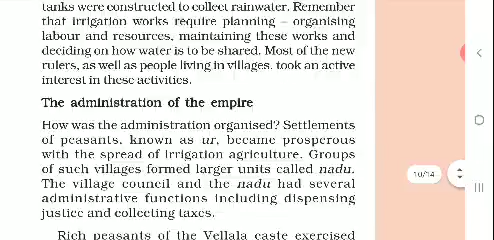 tanks were constructed to collect rainwater. Remember
that irrigation works require planning – organising
labour and resources, maintaining these works and
deciding on how water is to be shared. Most of the new
rulers, as well as people living in villages, took an active
interest in these activities.
The administration of the empire
How was the administration organised? Settlements
of peasants, known as ur, became prosperous
with the spread of irrigation agriculture. Groups
of such villages formed larger units called nadu.
The village council and the nadu had several
administrative functions including dispensing
justice and collecting taxes.
Rich peasants of the Vellala caste exercised
10/14